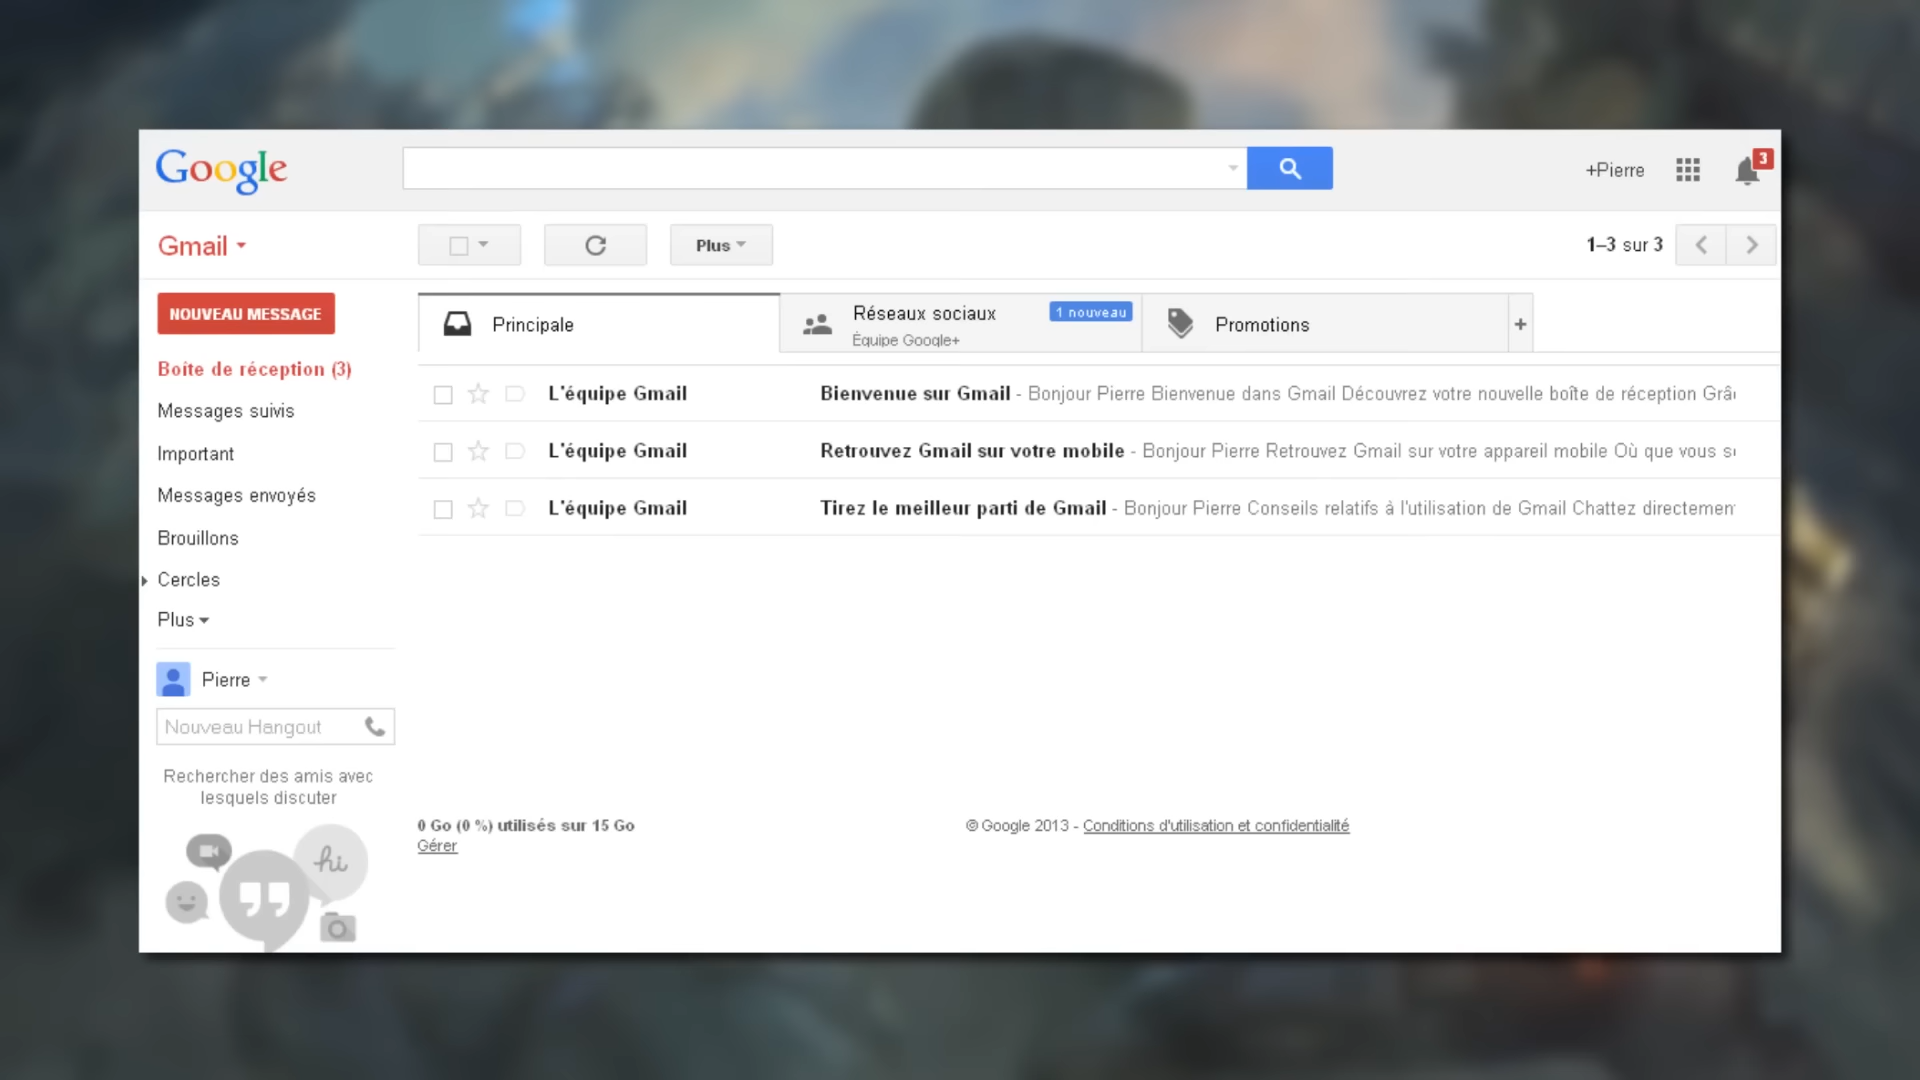 Google
+Pierre
3
Gmail
Plus
1–3 sur 3
NOUVEAU MESSAGE
Principale
Réseaux sociaux
1 nouveau
Équipe Google+
Promotions
+
Boîte de réception (3)
Messages suivis
Important
Messages envoyés
Brouillons
Cercles
Plus
L'équipe Gmail
Bienvenue sur Gmail - Bonjour Pierre Bienvenue dans Gmail Découvrez votre nouvelle boîte de réception
L'équipe Gmail
Retrouvez Gmail sur votre mobile - Bonjour Pierre Retrouvez Gmail sur votre appareil mobile Où que vous
L'équipe Gmail
Tirez le meilleur parti de Gmail - Bonjour Pierre Conseils relatifs à l'utilisation de Gmail Chattez directemen
Pierre
Nouveau Hangout
Rechercher des amis avec
lesquels discuter
hi
0 Go (0 %) utilisés sur 15 Go
Gérer
© Google 2013 - Conditions d'utilisation et confidentialité